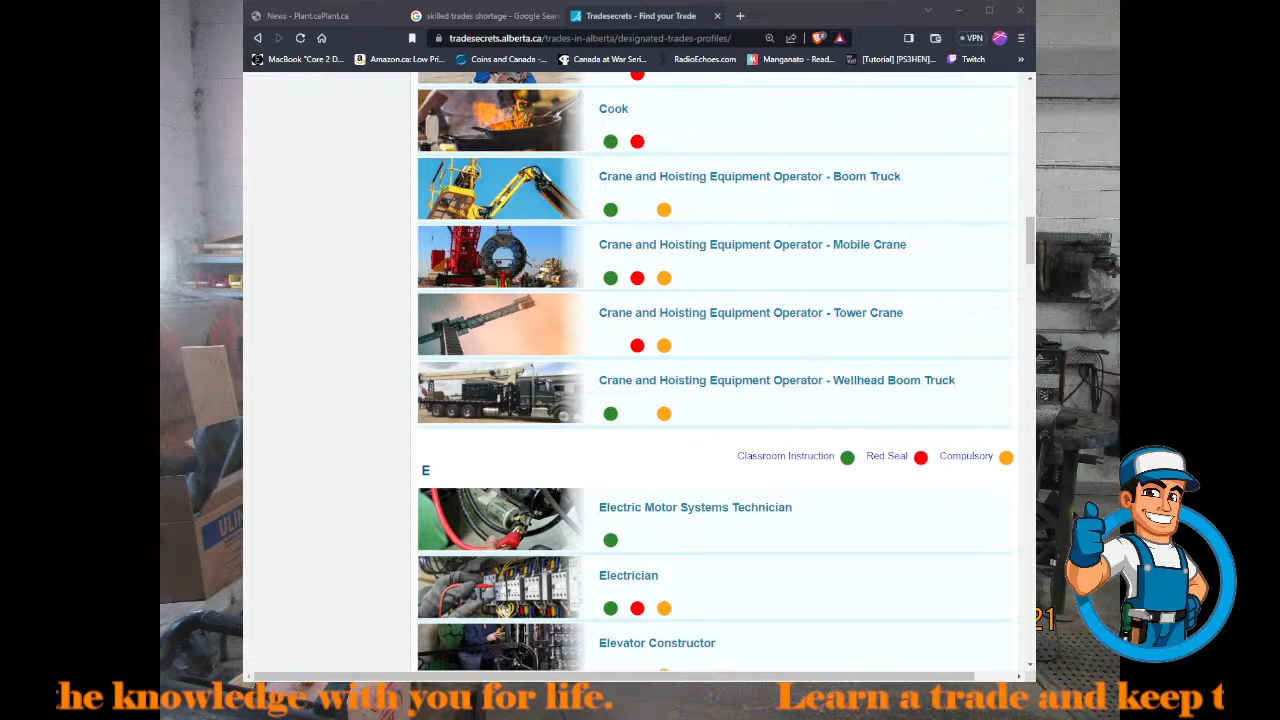 News - Plant.caPlant.ca
skilled trades shortage - Google Sear
Tradesecrets - Find your Trade
tradesecrets.alberta.ca/trades-in-alberta/designated-trades-profiles/
VPN
MacBook "Core 2 D...
Amazon.ca: Low Pri...
Coins and Canada -...
Canada at War Seri...
RadioEchoes.com
Manganato - Read...
[Tutorial] [PS3HEN]...
Twitch
Cook
Crane and Hoisting Equipment Operator - Boom Truck
Crane and Hoisting Equipment Operator - Mobile Crane
Crane and Hoisting Equipment Operator - Tower Crane
Crane and Hoisting Equipment Operator - Wellhead Boom Truck
Classroom Instruction
Red Seal
Compulsory
E
Electric Motor Systems Technician
Electrician
Elevator Constructor
21
he knowledge with you for life.
Learn a trade and keep t